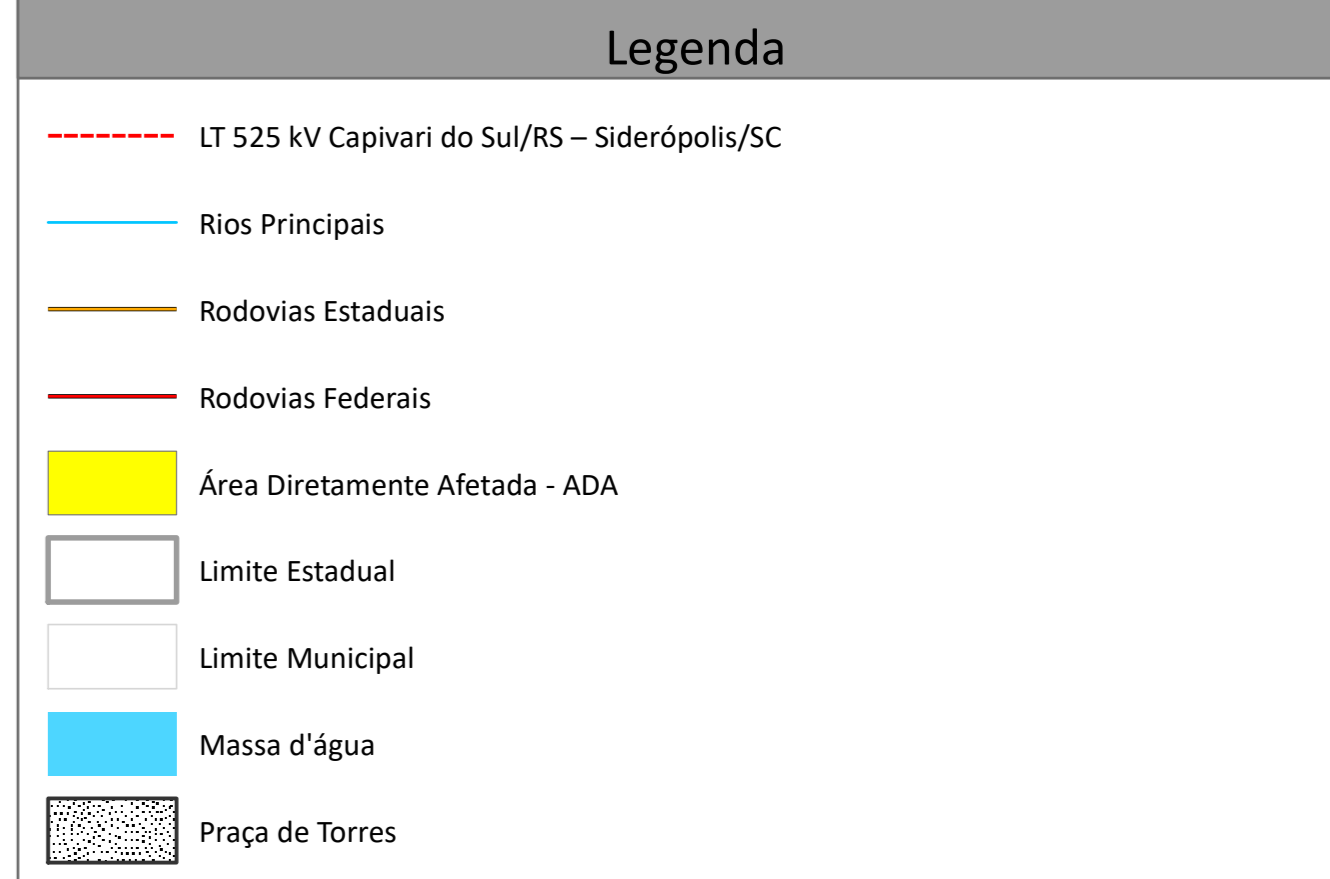 Legenda
LT 525 kV Capivari do Sul/RS – Siderópolis/SC
Rios Principais
Rodovias Estaduais
Rodovias Federais
Área Diretamente Afetada - ADA
Limite Estadual
Limite Municipal
Massa d'água
Praça de Torres